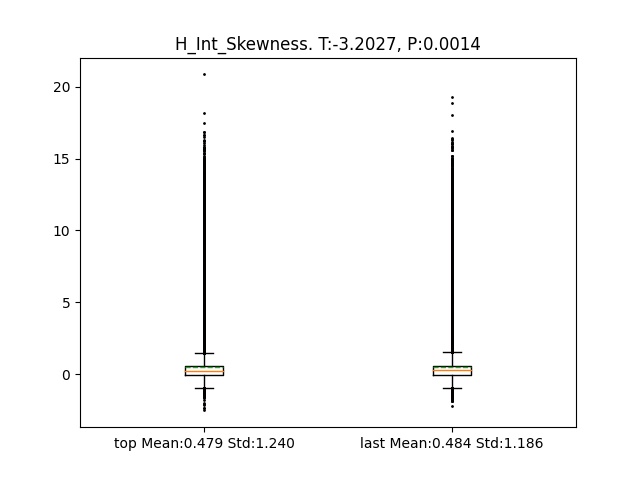 H_Int_Skewness. T:-3.2027, P:0.0014
20
15
10
5
0
top Mean:0.479 Std:1.240
last Mean:0.484 Std:1.186